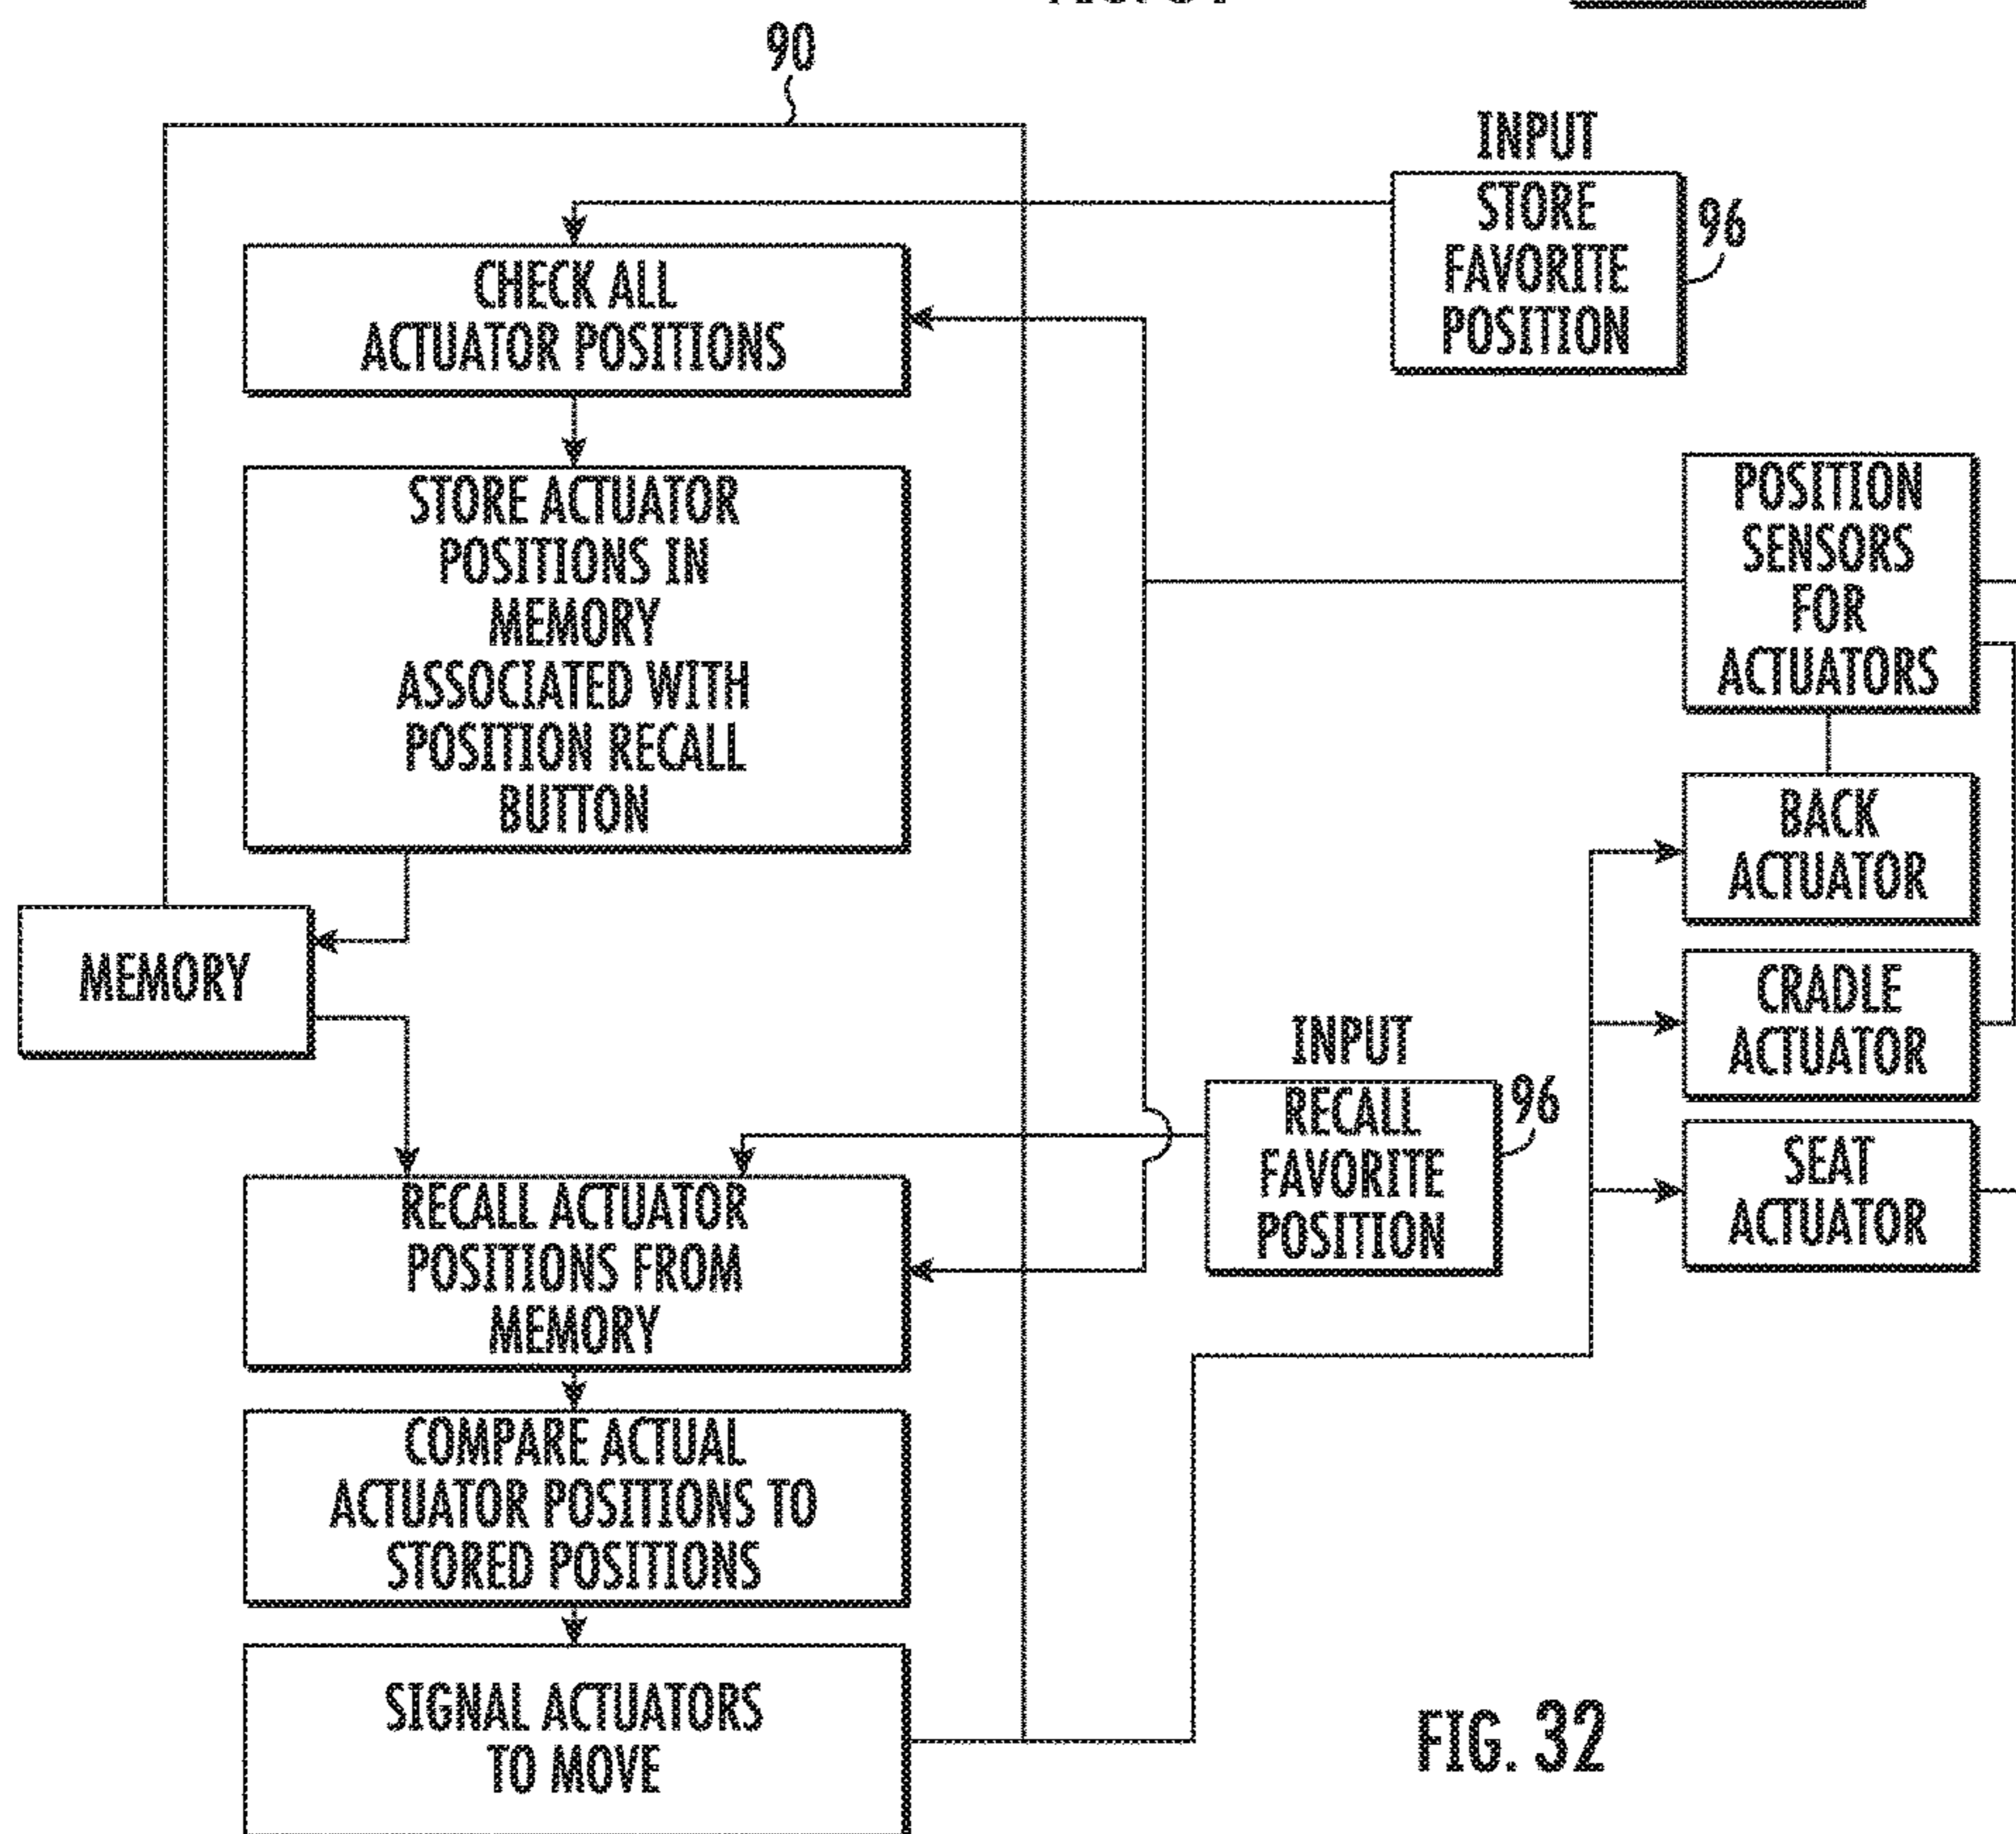 90
INPUT
STORE
FAVORITE
POSITION
96
CHECK ALL
ACTUATOR POSITIONS
STORE ACTUATOR
POSITIONS IN
MEMORY
ASSOCIATED WITH
POSITION RECALL
BUTTON
POSITION
SENSORS
FOR
ACTUATORS
BACK
ACTUATOR
MEMORY
CRADLE
ACTUATOR
INPUT
RECALL
FAVORITE
POSITION
96
SEAT
ACTUATOR
RECALL ACTUATOR
POSITIONS FROM
MEMORY
COMPARE ACTUAL
ACTUATOR POSITIONS TO
STORED POSITIONS
SIGNAL ACTUATORS
TO MOVE
FIG. 32